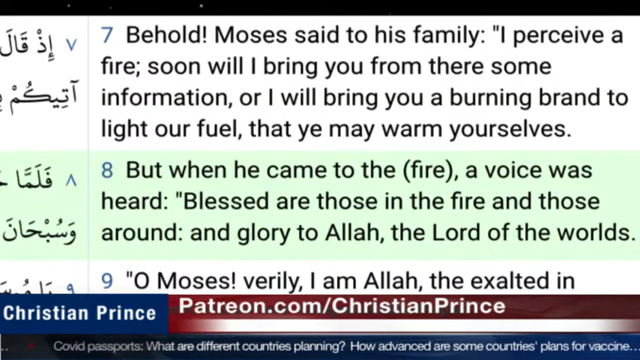 7 Behold! Moses said to his family: "I perceive a
٧ إِذْ قَالَ
fire; soon will I bring you from there some
information, or I will bring you a burning brand to
آتِيكُمْ
light our fuel, that ye may warm yourselves.
8 But when he came to the (fire), a voice was
٨ فَلَمَّا
heard: "Blessed are those in the fire and those
around: and glory to Allah, the Lord of the worlds.
وَسُبْحَانَ
9 "O Moses! verily, I am Allah, the exalted in
٩
Christian Prince
Patreon.com/ChristianPrince
Covid passports: What are different countries planning? How advanced are some countries' plans for vaccine...